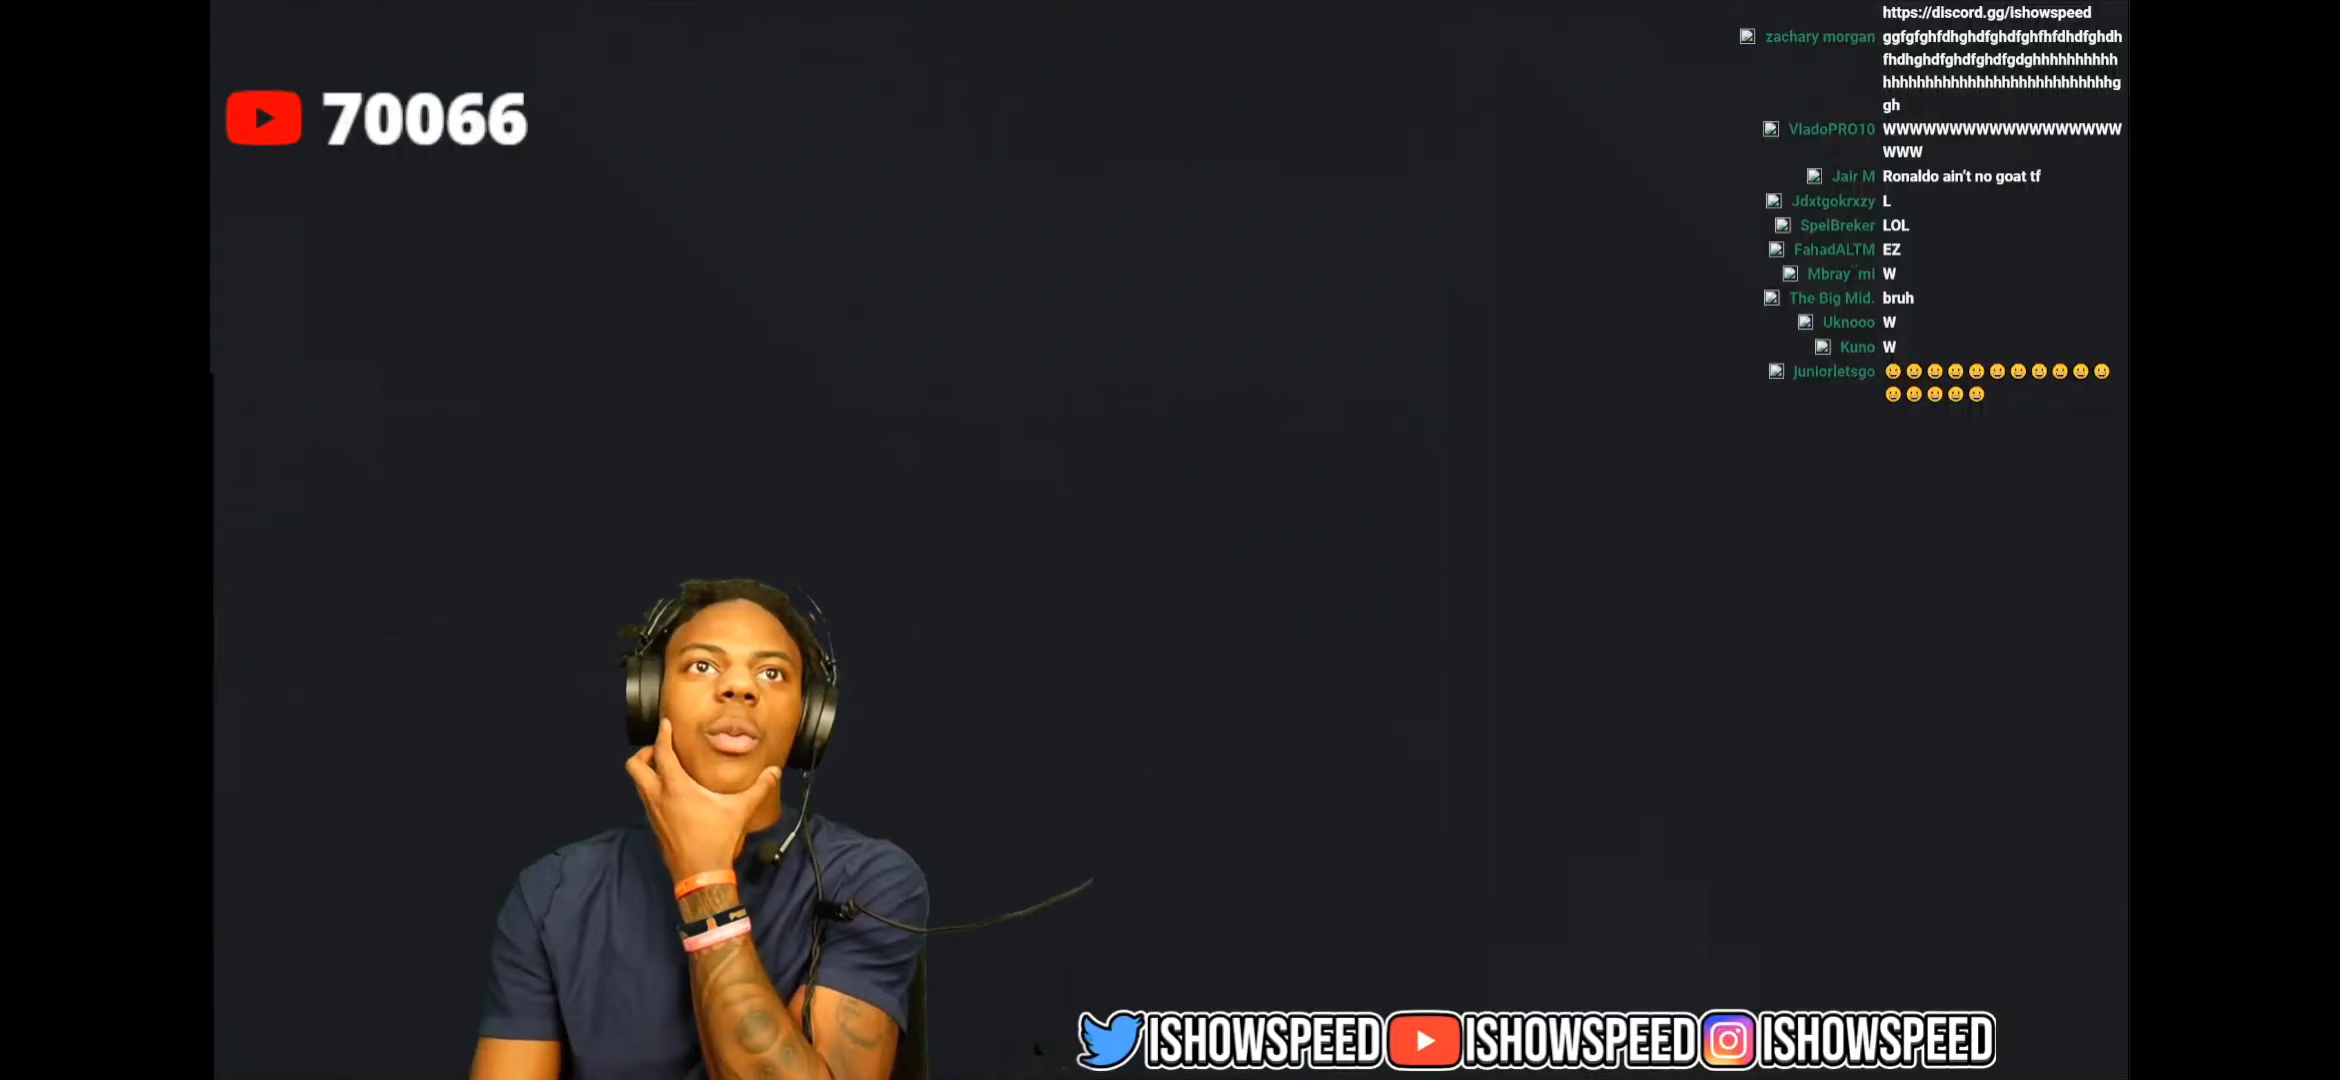 https://discord.gg/ishowspeed
70066
zachary morgan ggfgfghfdhghdfghdfghfhfdhdfghdh
fhdhghdfghdfghdfgdghhhhhhhhhh
hhhhhhhhhhhhhhhhhhhhhhhhhhhg
gh
VladoPRO10 WWWWWWWWWWWWWWWWWW
WWW
Jair M Ronaldo ain't no goat tf
Jdxtgokrxzy L
SpelBreker LOL
FahadALTM EZ
Mbray¨mi W
The Big Mid. bruh
Uknooo W
Kuno W
Juniorletsgo
ISHOWSPEED ISHOWSPEED ISHOWSPEED